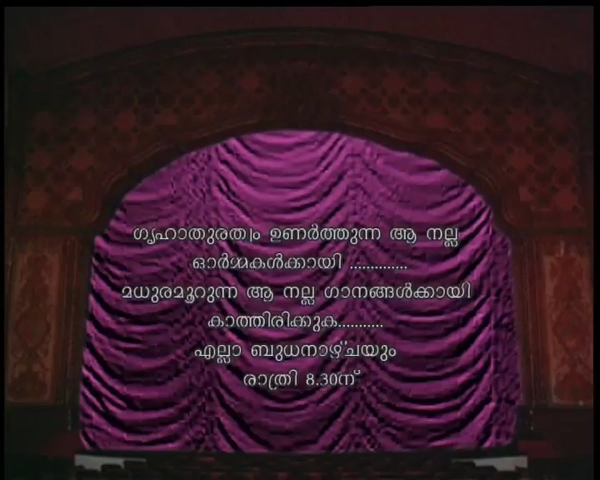 ഗൃഹാതുരത്വം ഉണർത്തുന്ന ആ നല്ല
ഓർമ്മകൾക്കായി ..............
മധുരമൂറുന്ന ആ നല്ല ഗാനങ്ങൾക്കായി
കാത്തിരിക്കുക...........
എല്ലാ ബുധനാഴ്ചയും
രാത്രി 8.30ന്